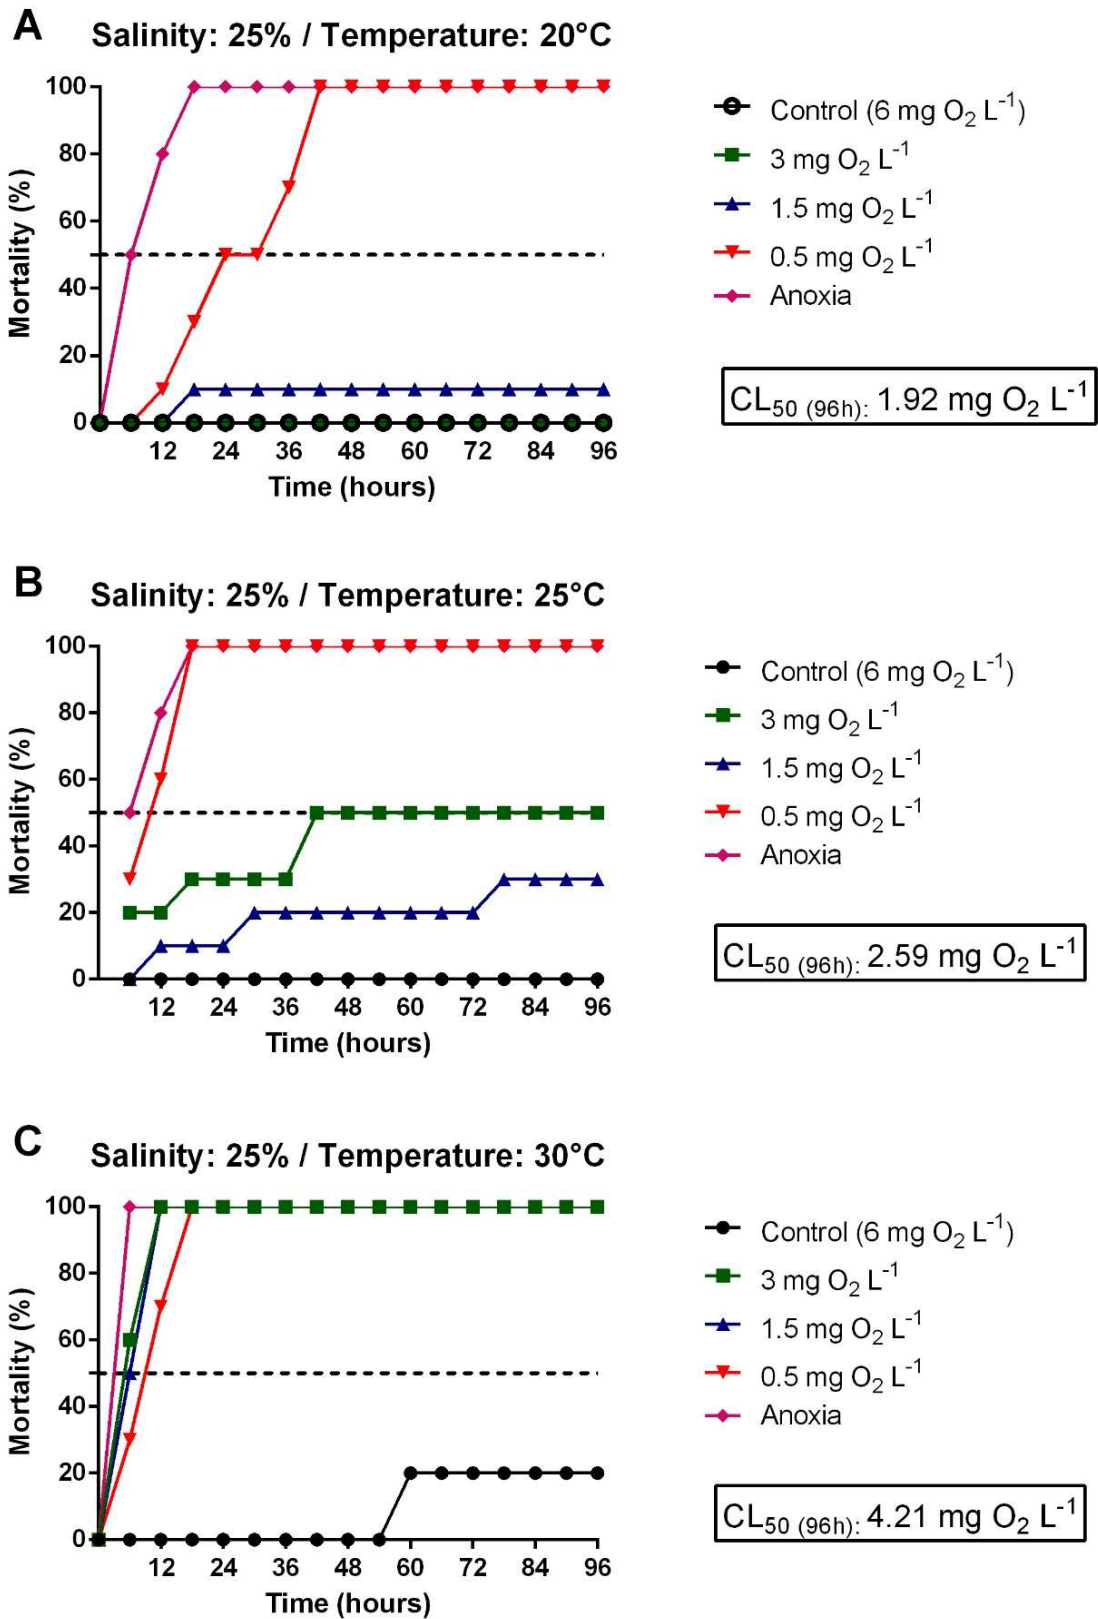 A
Salinity: 25% / Temperature: 20°C
100
80
60
40
20
0
Mortality (%)
12 24 36 48 60 72 84 96
Time (hours)
Control (6 mg O₂ L⁻¹)
3 mg O₂ L⁻¹
1.5 mg O₂ L⁻¹
0.5 mg O₂ L⁻¹
Anoxia
CL₅₀ (96h): 1.92 mg O₂ L⁻¹
B
Salinity: 25% / Temperature: 25°C
100
80
60
40
20
0
Mortality (%)
12 24 36 48 60 72 84 96
Time (hours)
Control (6 mg O₂ L⁻¹)
3 mg O₂ L⁻¹
1.5 mg O₂ L⁻¹
0.5 mg O₂ L⁻¹
Anoxia
CL₅₀ (96h): 2.59 mg O₂ L⁻¹
C
Salinity: 25% / Temperature: 30°C
100
80
60
40
20
0
Mortality (%)
12 24 36 48 60 72 84 96
Time (hours)
Control (6 mg O₂ L⁻¹)
3 mg O₂ L⁻¹
1.5 mg O₂ L⁻¹
0.5 mg O₂ L⁻¹
Anoxia
CL₅₀ (96h): 4.21 mg O₂ L⁻¹